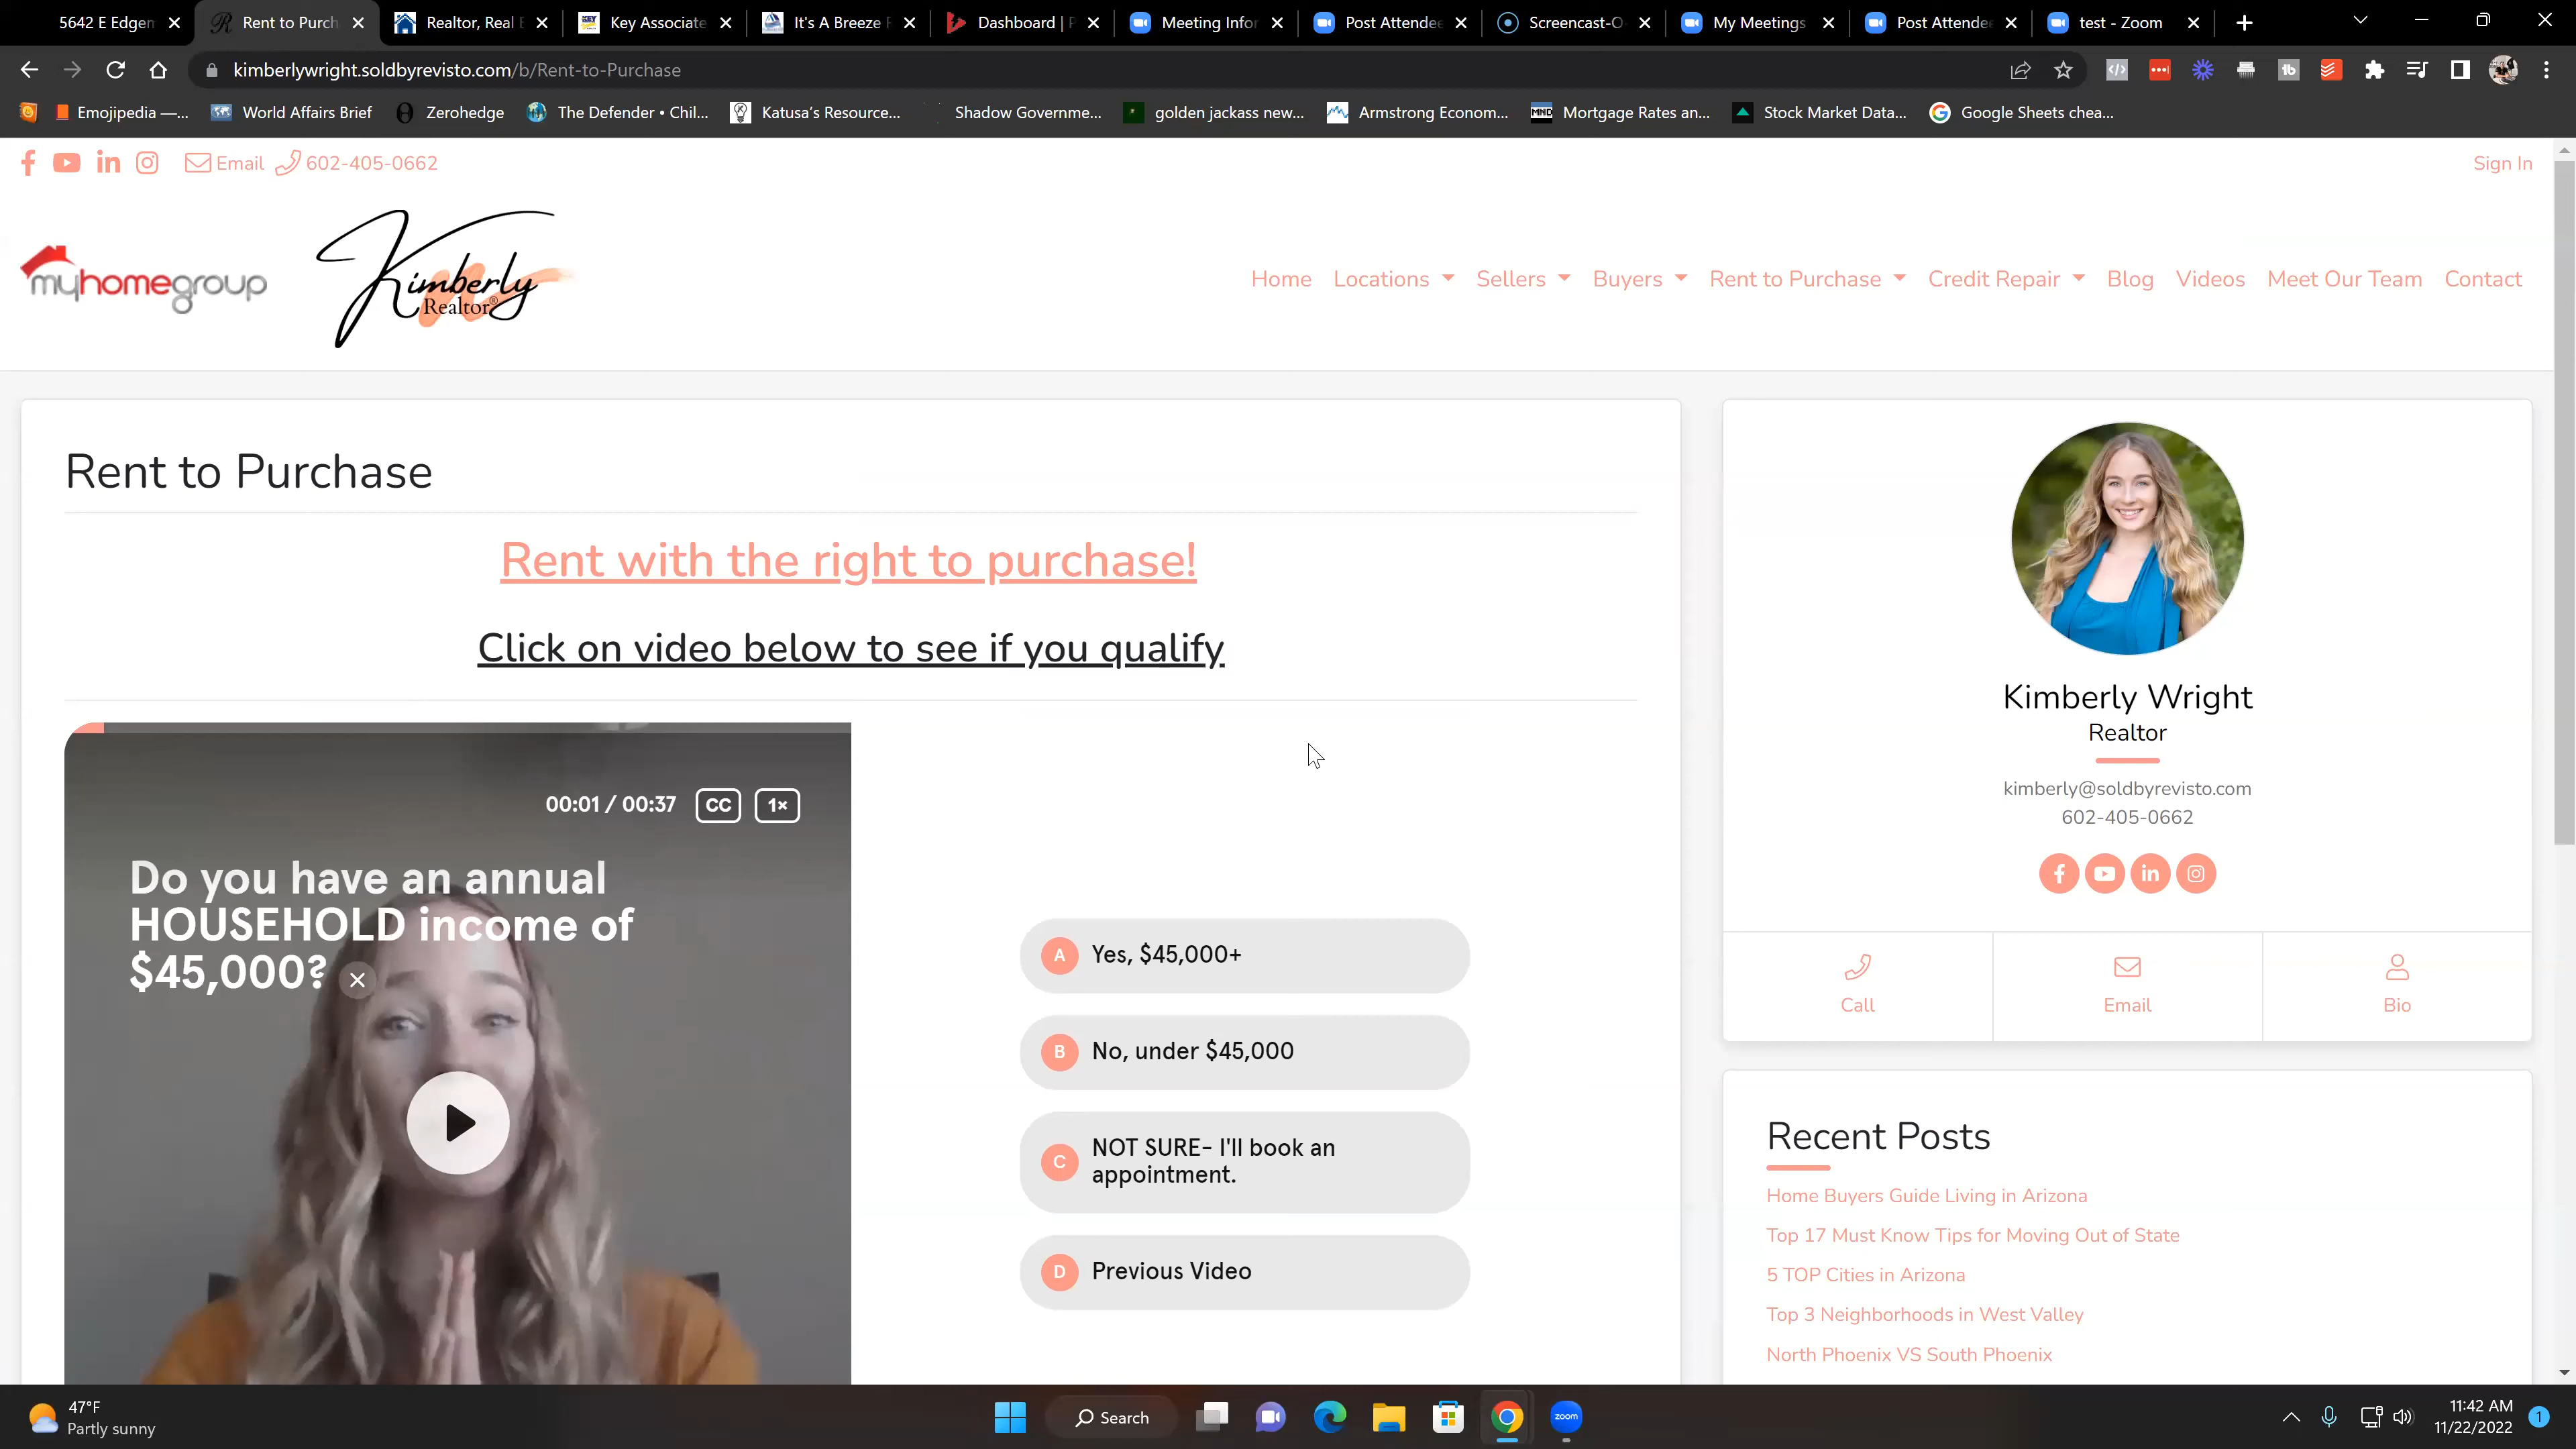 5642 E Edgem
Rent to Purch
Realtor, Real E
Key Associate
It's A Breeze R
Dashboard | P
Meeting Infor
Post Attendee
Screencast-O
My Meetings
Post Attendee
test - Zoom
kimberlywright.soldbyrevisto.com/b/Rent-to-Purchase
Emojipedia —...
World Affairs Brief
Zerohedge
The Defender • Chil...
Katusa's Resource...
Shadow Governme...
golden jackass new...
Armstrong Econom...
MND
Mortgage Rates an...
Stock Market Data...
Google Sheets chea...
Email
602-405-0662
Sign In
myhomegroup
Kimberly
Realtor®
Home
Locations
Sellers
Buyers
Rent to Purchase
Credit Repair
Blog
Videos
Meet Our Team
Contact
Rent to Purchase
Rent with the right to purchase!
Click on video below to see if you qualify
00:01 / 00:37
CC
1×
Do you have an annual
HOUSEHOLD income of
$45,000?
A Yes, $45,000+
B No, under $45,000
C NOT SURE- I'll book an
appointment.
D Previous Video
Kimberly Wright
Realtor
kimberly@soldbyrevisto.com
602-405-0662
Call
Email
Bio
Recent Posts
Home Buyers Guide Living in Arizona
Top 17 Must Know Tips for Moving Out of State
5 TOP Cities in Arizona
Top 3 Neighborhoods in West Valley
North Phoenix VS South Phoenix
47°F
Partly sunny
Search
zoom
11:42 AM
11/22/2022
1